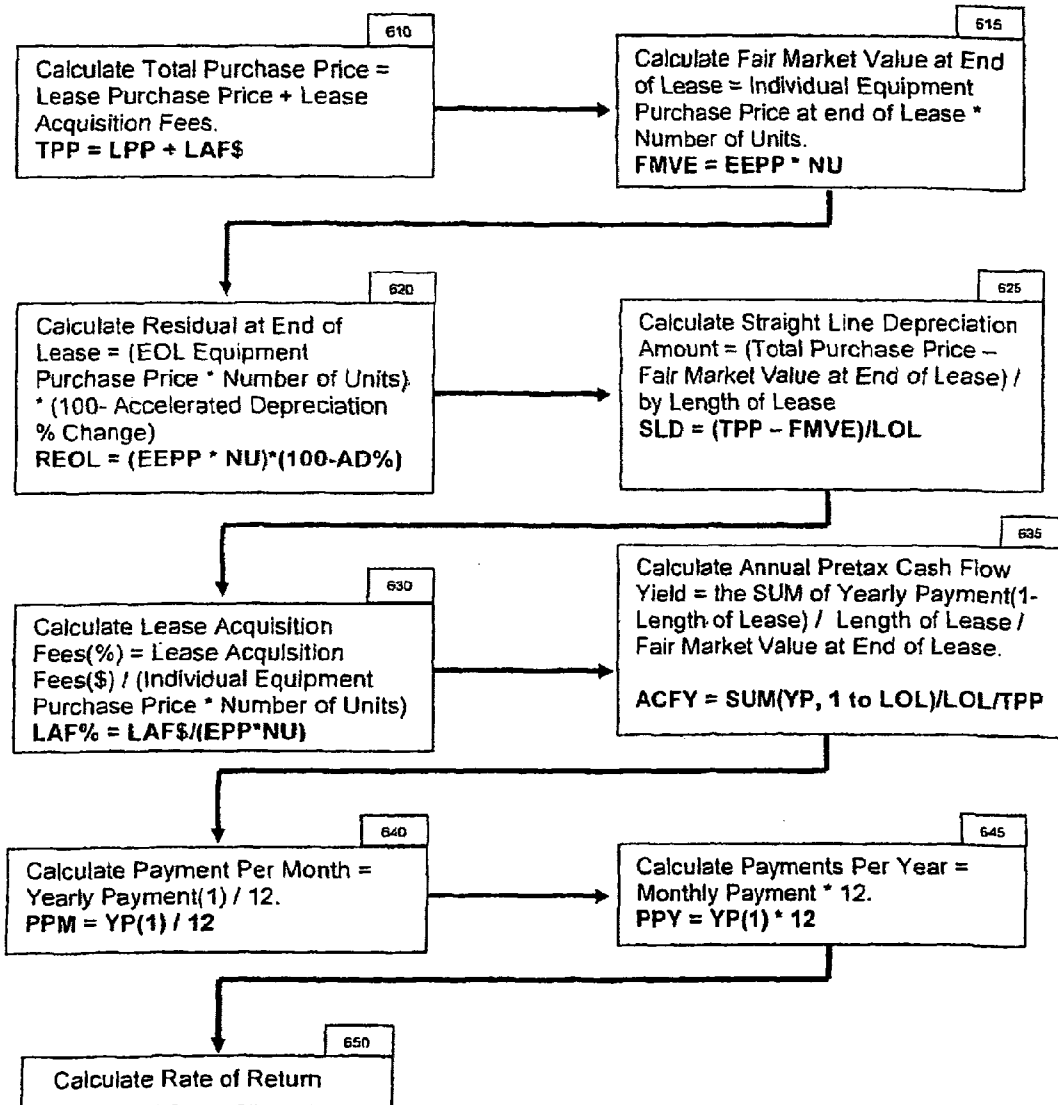 610
Calculate Total Purchase Price =
Lease Purchase Price + Lease
Acquisition Fees.
TPP = LPP + LAF$
615
Calculate Fair Market Value at End
of Lease = Individual Equipment
Purchase Price at end of Lease *
Number of Units.
FMVE = EEPP * NU
620
Calculate Residual at End of
Lease = (EOL Equipment
Purchase Price * Number of Units)
* (100- Accelerated Depreciation
% Change)
REOL = (EEPP * NU)*(100-AD%)
625
Calculate Straight Line Depreciation
Amount = (Total Purchase Price –
Fair Market Value at End of Lease) /
by Length of Lease
SLD = (TPP – FMVE)/LOL
630
Calculate Lease Acquisition
Fees(%) = Lease Acquisition
Fees($) / (Individual Equipment
Purchase Price * Number of Units)
LAF% = LAF$/(EPP*NU)
635
Calculate Annual Pretax Cash Flow
Yield = the SUM of Yearly Payment(1-
Length of Lease) / Length of Lease /
Fair Market Value at End of Lease.
ACFY = SUM(YP, 1 to LOL)/LOL/TPP
640
Calculate Payment Per Month =
Yearly Payment(1) / 12.
PPM = YP(1) / 12
645
Calculate Payments Per Year =
Monthly Payment * 12.
PPY = YP(1) * 12
650
Calculate Rate of Return